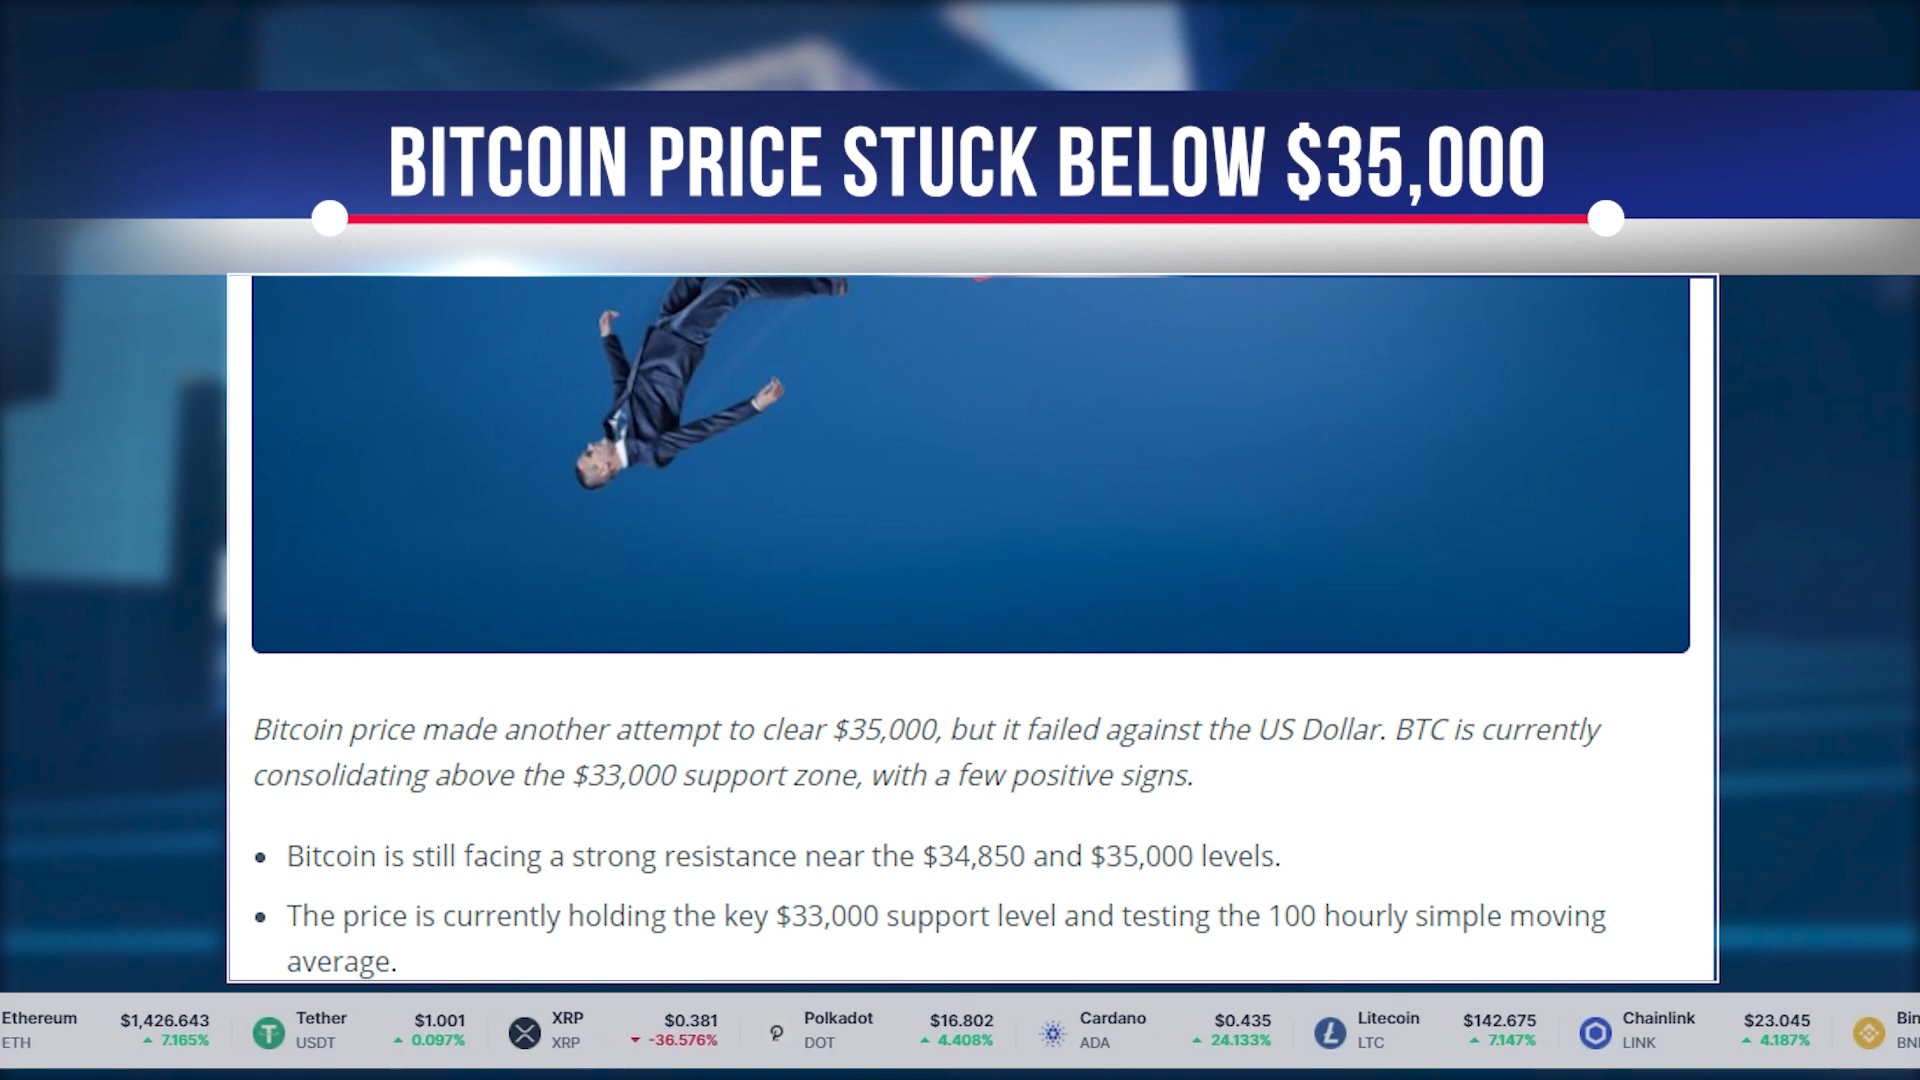 BITCOIN PRICE STUCK BELOW $35,000
Bitcoin price made another attempt to clear $35,000, but it failed against the US Dollar. BTC is currently
consolidating above the $33,000 support zone, with a few positive signs.
• Bitcoin is still facing a strong resistance near the $34,850 and $35,000 levels.
• The price is currently holding the key $33,000 support level and testing the 100 hourly simple moving
average.
Ethereum $1,426.643 Tether $1.001 XRP $0.381 Polkadot $16.802 Cardano $0.435 Litecoin $142.675 Chainlink $23.045 Bin
ETH 7.165% USDT 0.097% XRP -36.576% DOT 4.408% ADA 24.133% LTC 7.147% LINK 4.187% BN